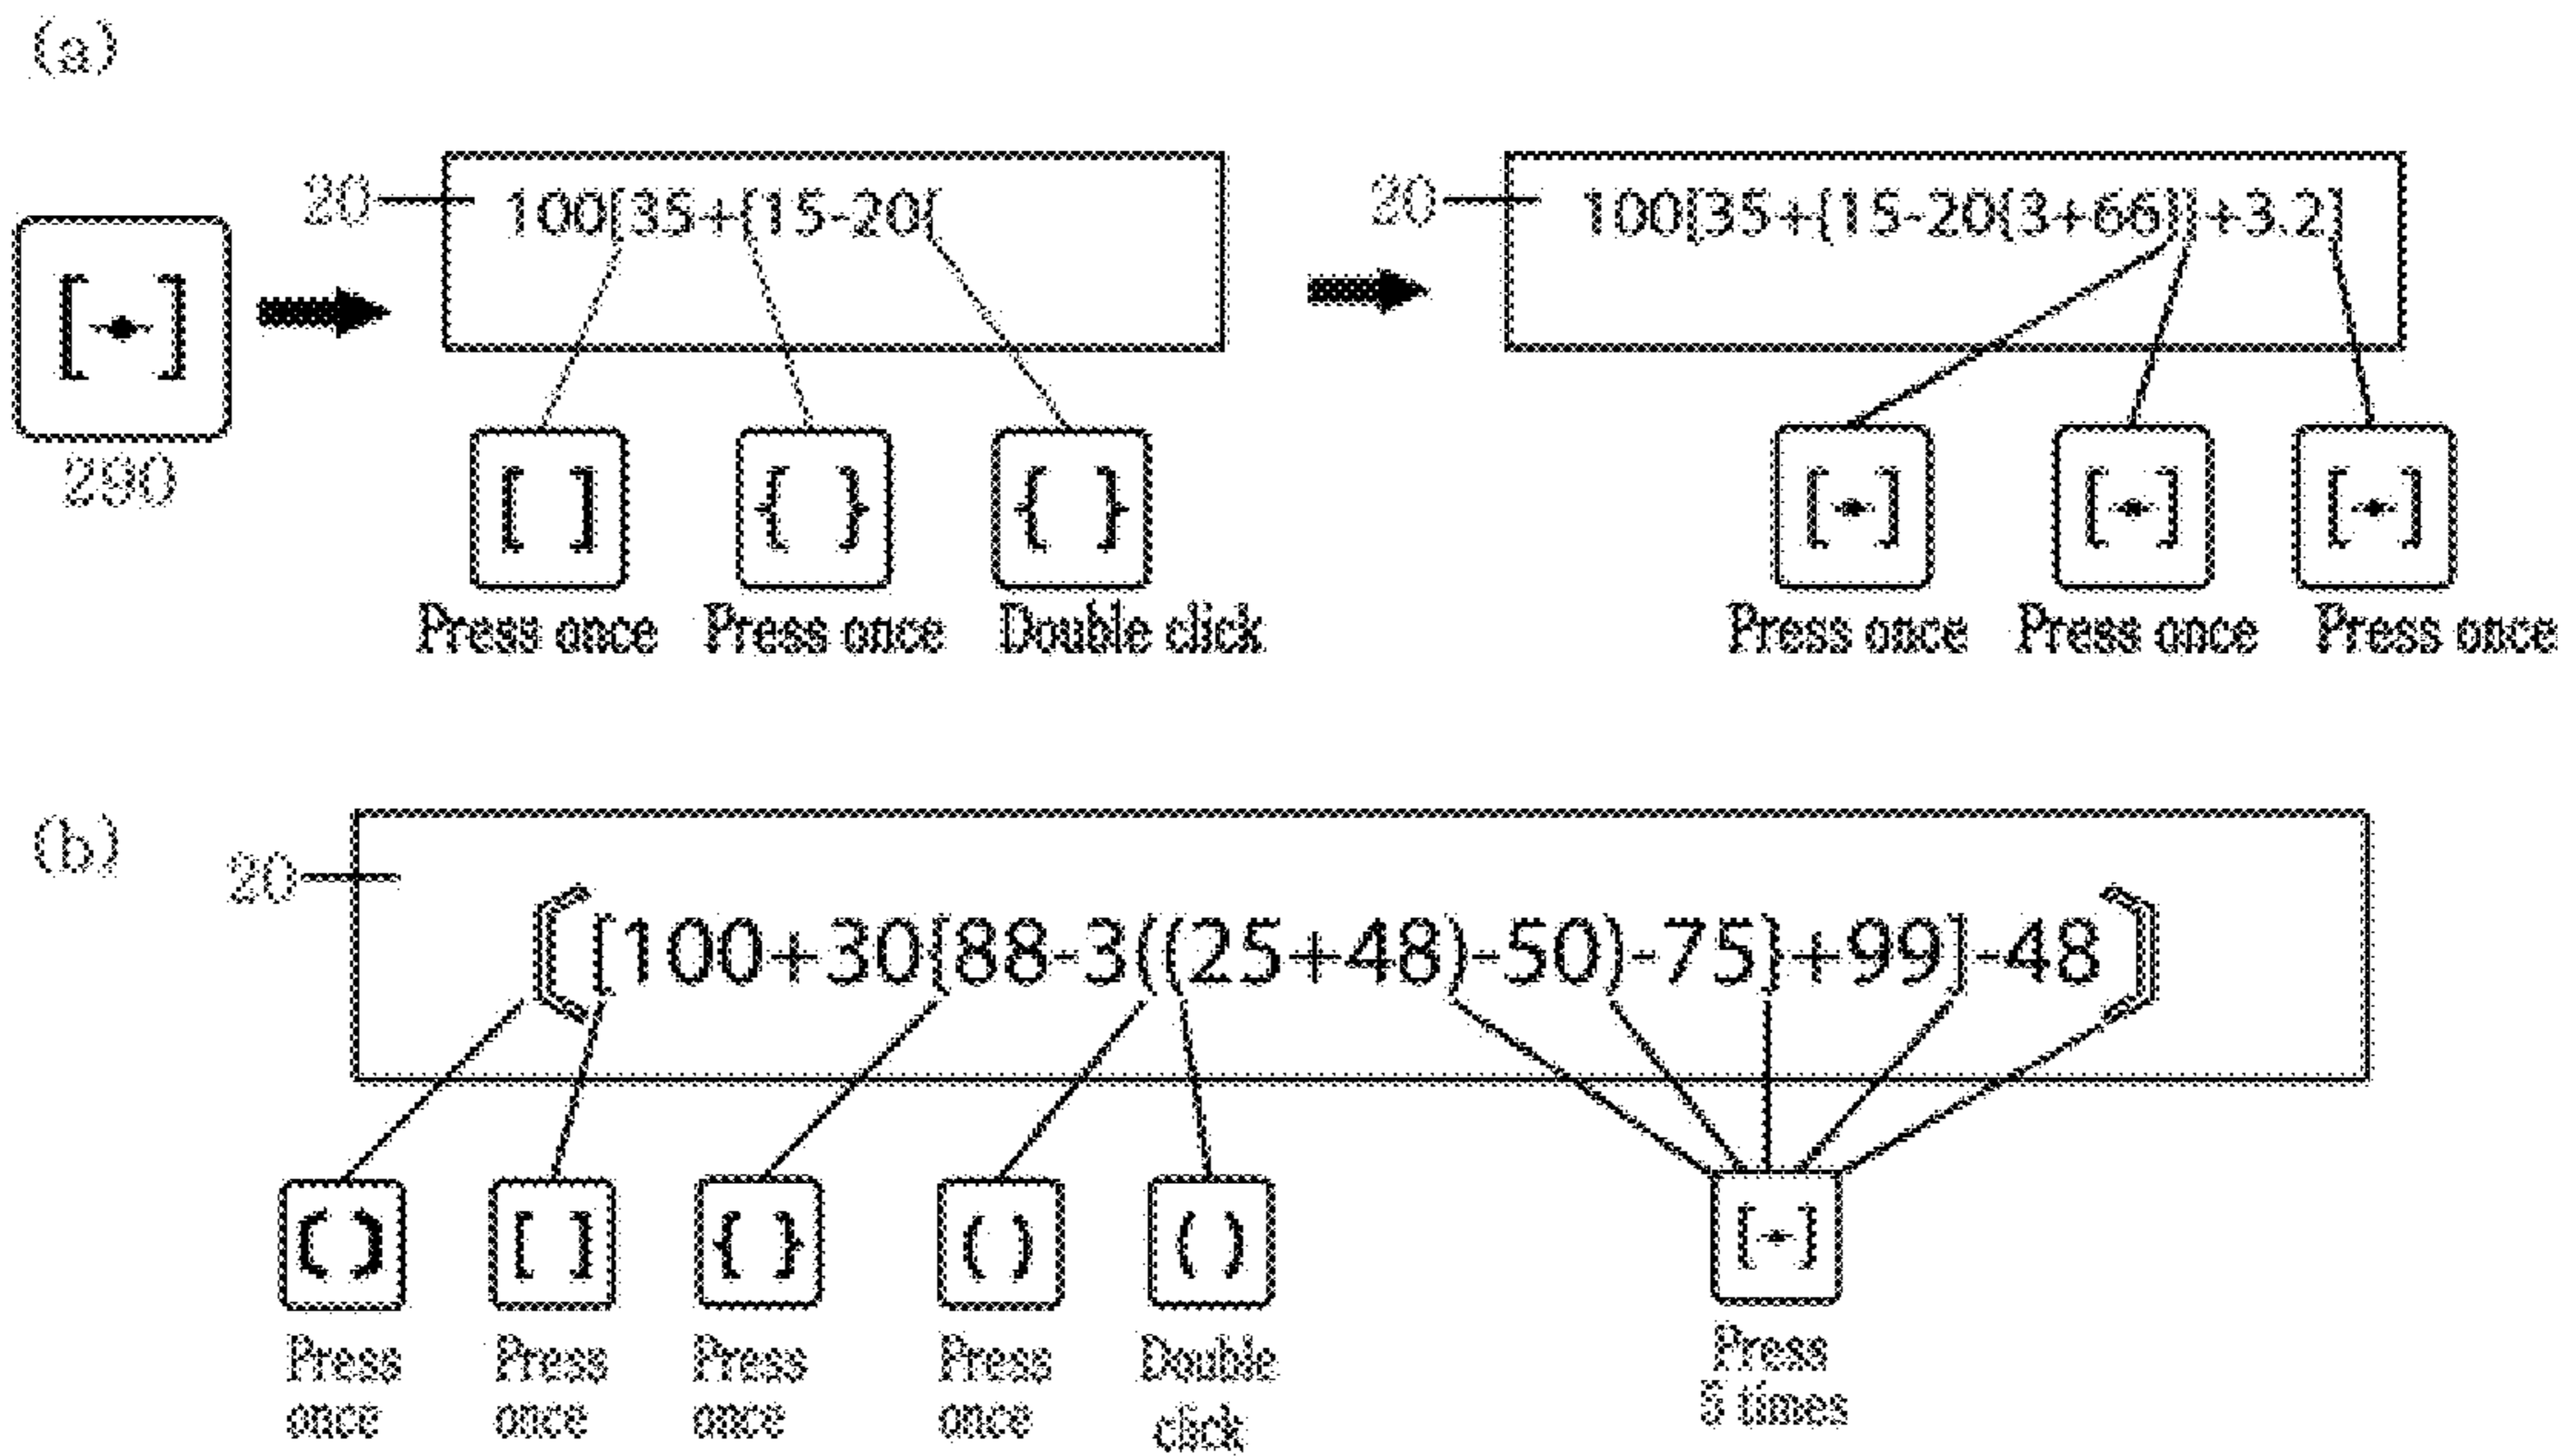 (a)
20 100[35+{15-20{
20 100[35+{15-20{3+66}}+3.2]
[•]
290
[ ] { } { }
[•] [•] [•]
Press once Press once Double click
Press once Press once Press once
(b)
20
([100+30{88-3((25+48)-50)-75}+99]-48)
( ) [ ] { } ( ) ( ) [•]
Press once
Press once
Press once
Press once
Double click
Press
5 times